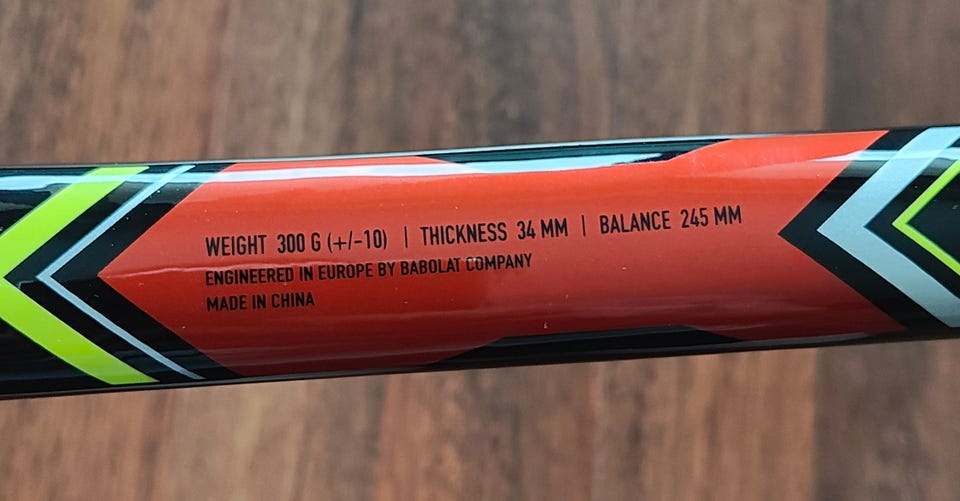 WEIGHT 300 G (+/-10) | THICKNESS 34 MM | BALANCE 245 MM
ENGINEERED IN EUROPE BY BABOLAT COMPANY
MADE IN CHINA